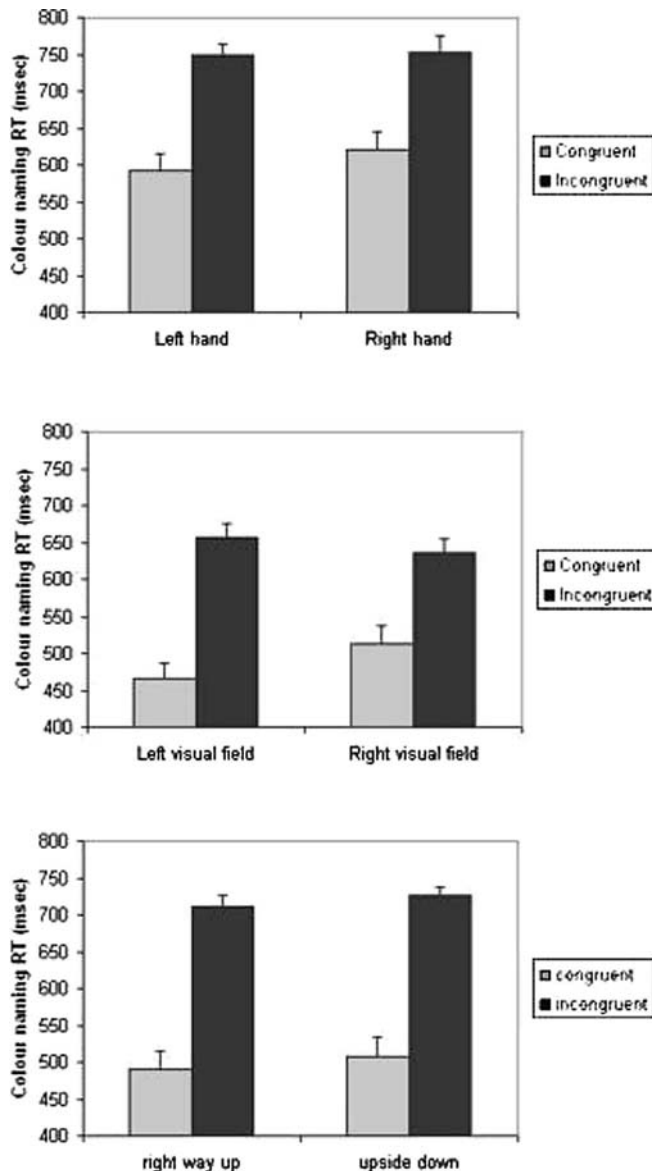 800
750
700
650
600
550
500
450
400
Colour naming RT (msec)
Left hand Right hand
Congruent
Incongruent
800
750
700
650
600
550
500
450
400
Colour naming RT (msec)
Left visual field Right visual field
Congruent
Incongruent
800
750
700
650
600
550
500
450
400
Colour naming RT (msec)
right way up upside down
congruent
incongruent